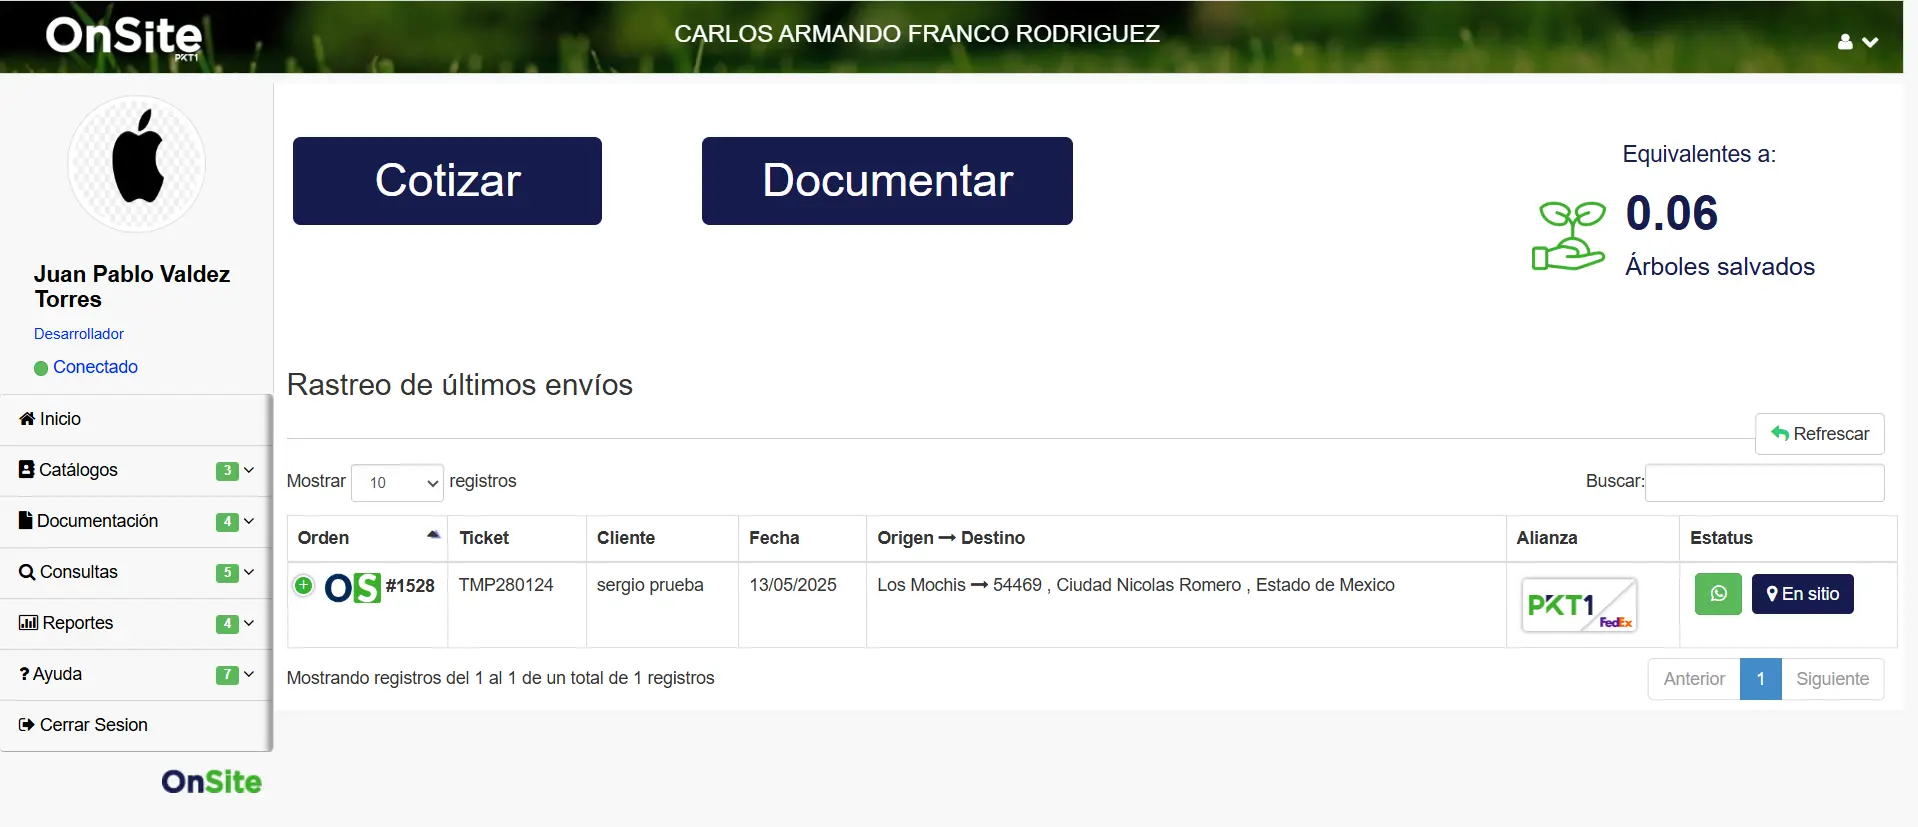 OnSite
PKT1
CARLOS ARMANDO FRANCO RODRIGUEZ
Juan Pablo Valdez
Torres
Desarrollador
Conectado
Inicio
Catálogos 3
Documentación 4
Consultas 5
Reportes 4
? Ayuda 7
Cerrar Sesion
OnSite
Cotizar
Documentar
Equivalentes a:
0.06
Árboles salvados
Rastreo de últimos envíos
Refrescar
Mostrar 10 registros
Buscar:
Orden Ticket Cliente Fecha Origen ➞ Destino Alianza Estatus
OS #1528 TMP280124 sergio prueba 13/05/2025 Los Mochis ➞ 54469 , Ciudad Nicolas Romero , Estado de Mexico PKT1 FedEx En sitio
Mostrando registros del 1 al 1 de un total de 1 registros
Anterior 1 Siguiente